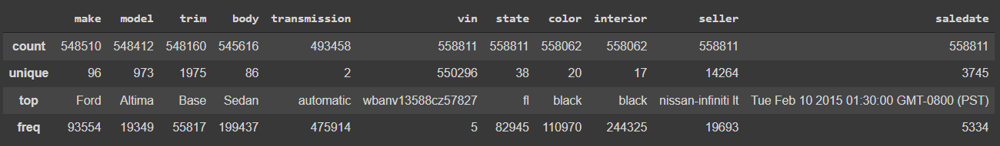 make model trim body transmission vin state color interior seller saledate
count 548510 548412 548160 545616 493458 558811 558811 558062 558062 558811 558811
unique 96 973 1975 86 2 550296 38 20 17 14264 3745
top Ford Altima Base Sedan automatic wbanv13588cz57827 fl black black nissan-infiniti lt Tue Feb 10 2015 01:30:00 GMT-0800 (PST)
freq 93554 19349 55817 199437 475914 5 82945 110970 244325 19693 5334